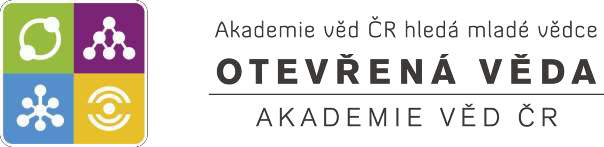 Akademie věd ČR hledá mladé vědce
OTEVŘENÁ VĚDA
AKADEMIE VĚD ČR